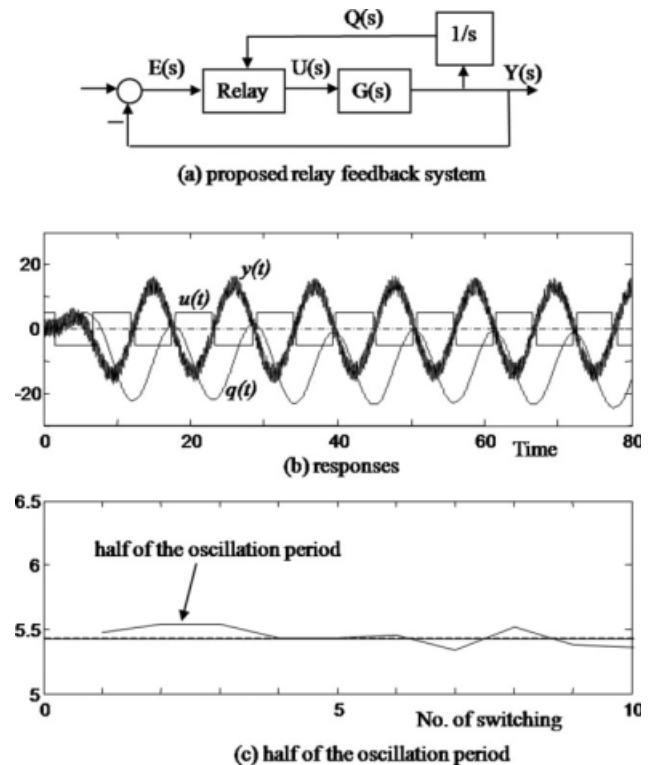 Q(s)
1/s
E(s)
U(s)
Y(s)
Relay
G(s)
(a) proposed relay feedback system
20
0
-20
y(t)
u(t)
q(t)
0 20 40 60 80
Time
(b) responses
6.5
6
5.5
5
half of the oscillation period
0 5 10
No. of switching
(c) half of the oscillation period